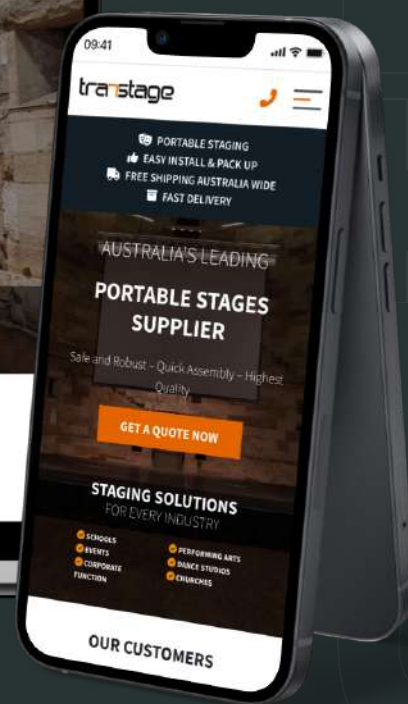 09:41
transtage
PORTABLE STAGING
EASY INSTALL & PACK UP
FREE SHIPPING AUSTRALIA WIDE
FAST DELIVERY
AUSTRALIA'S LEADING
PORTABLE STAGES
SUPPLIER
Safe and Robust – Quick Assembly – Highest
Quality
GET A QUOTE NOW
STAGING SOLUTIONS
FOR EVERY INDUSTRY
SCHOOLS
EVENTS
CORPORATE
FUNCTION
PERFORMING ARTS
DANCE STUDIOS
CHURCHES
OUR CUSTOMERS